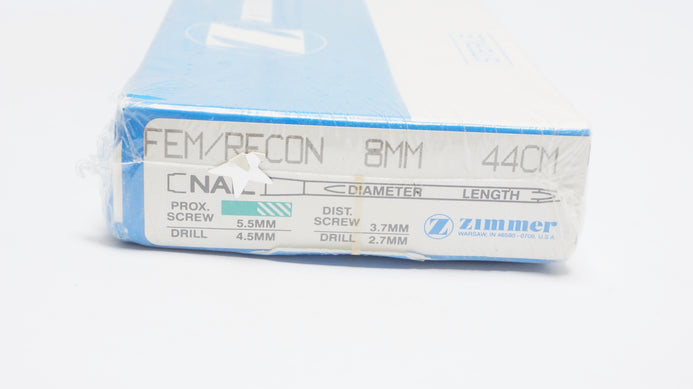 FEM/RECON 8MM 44CM
NAIL DIAMETER LENGTH
PROX. SCREW 5.5MM
DRILL 4.5MM
DIST. SCREW 3.7MM
DRILL 2.7MM
Z zimmer
WARSAW, IN 46580-0708, U.S.A.